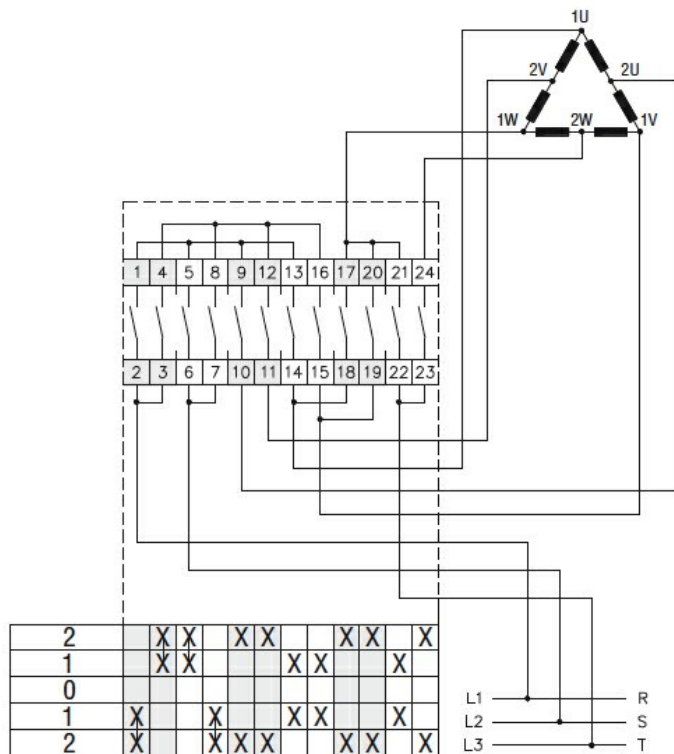 1U
2V 2U
1W 2W 1V
1 4 5 8 9 12 13 16 17 20 21 24
2 3 6 7 10 11 14 15 18 19 22 23
2 X X X X X X X
1 X X X X X
0
1 X X X X X
2 X X X X X X X
L1 R
L2 S
L3 T